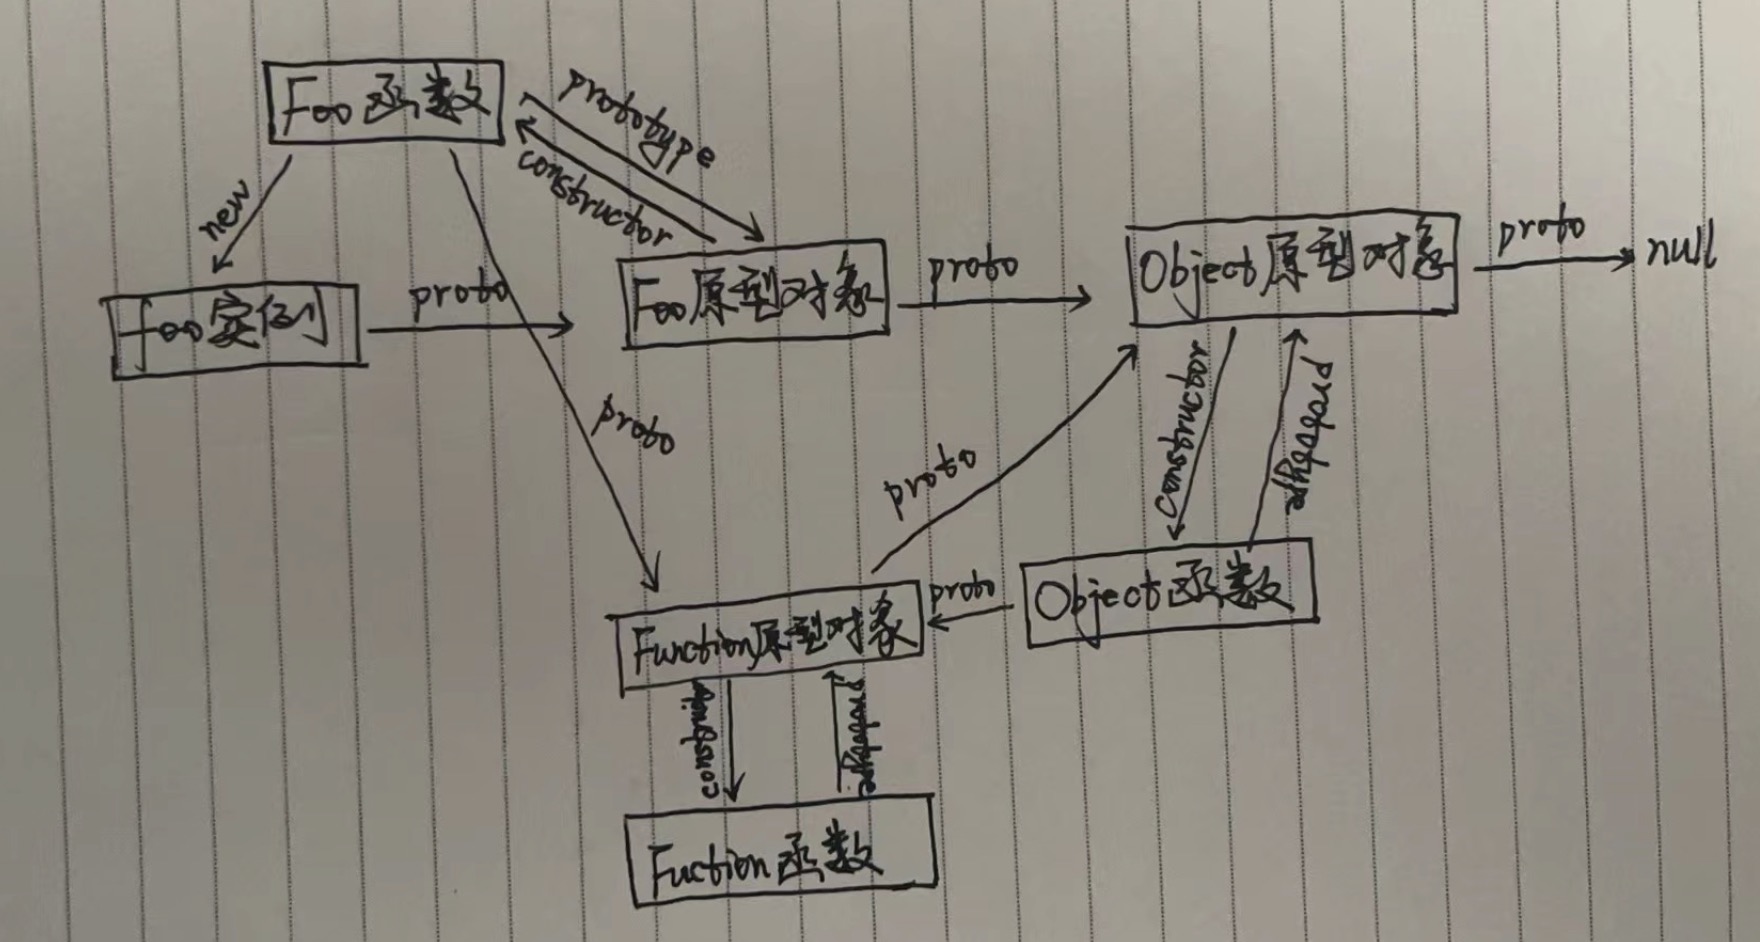 Foo函数
prototype
constructor
new
foo实例
proto
Foo原型对象
proto
Object原型对象
proto
null
proto
proto
constructor
prototype
Function原型对象
proto
Object函数
prototype
Fuction函数